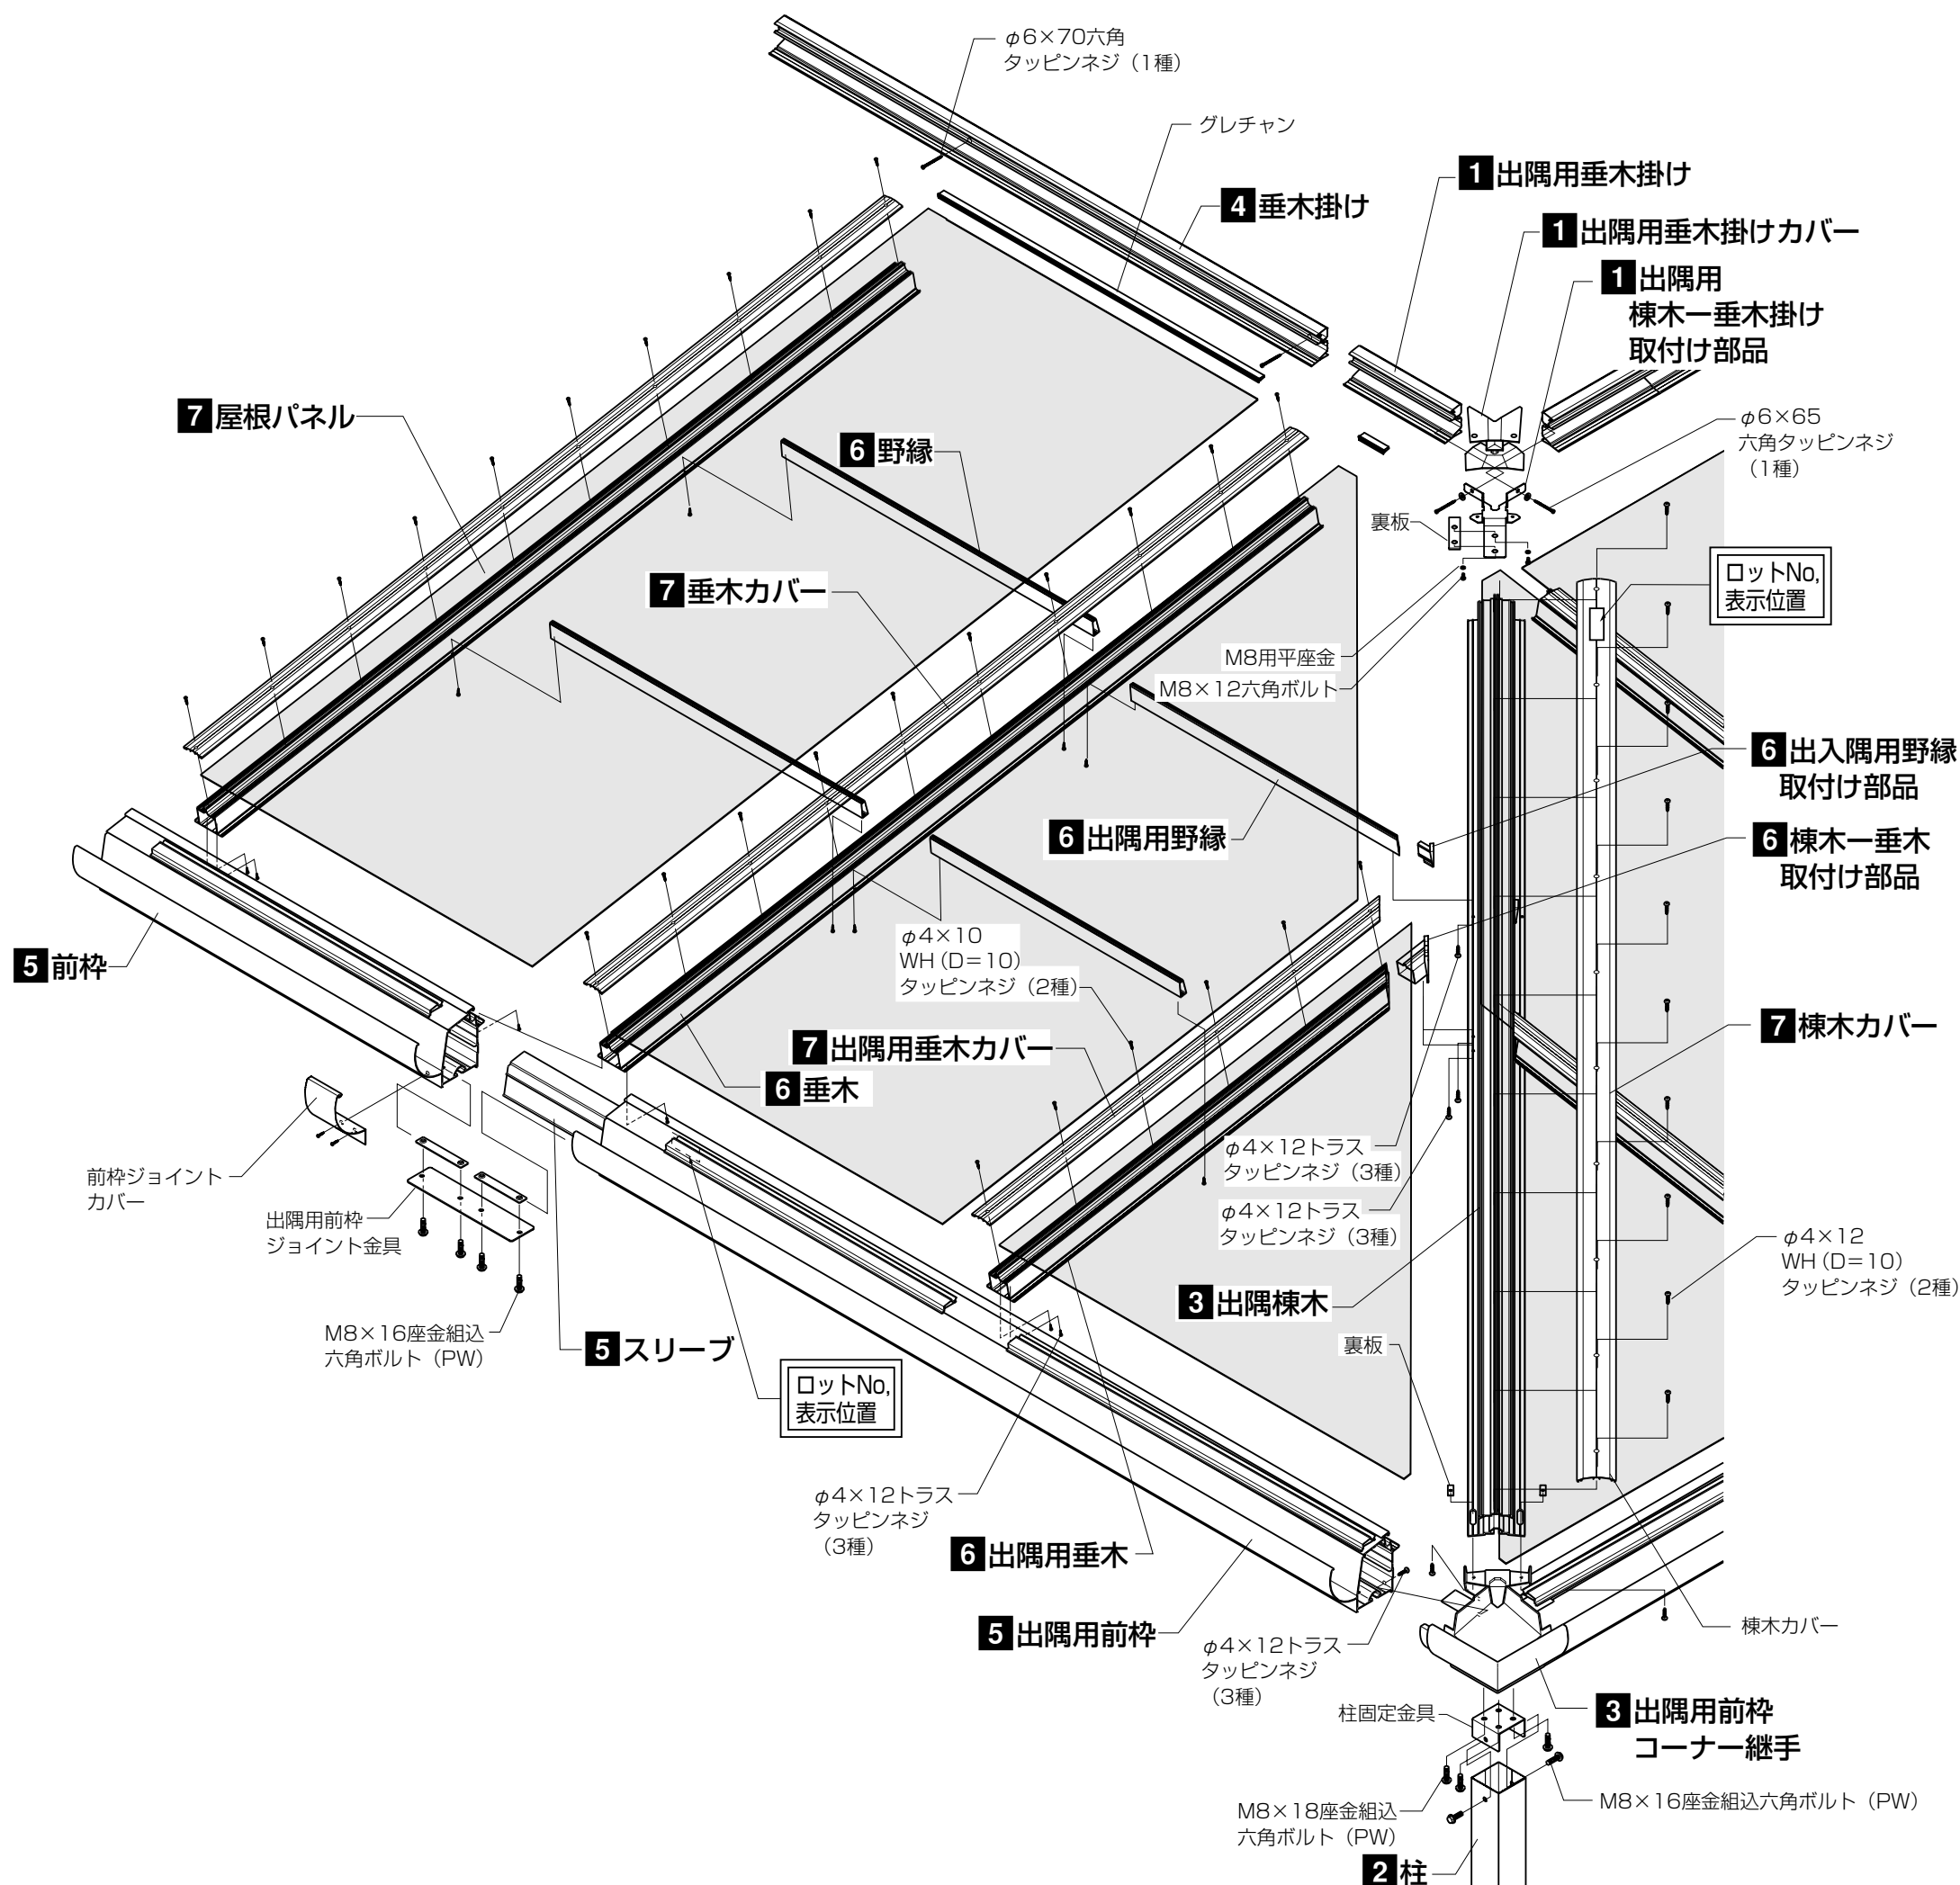 φ6×70六角
タッピンネジ（1種）
グレチャン
1 出隅用垂木掛け
4 垂木掛け
1 出隅用垂木掛けカバー
1 出隅用
棟木ー垂木掛け
取付け部品
7 屋根パネル
6 野縁
φ6×65
六角タッピンネジ
（1種）
裏板
7 垂木カバー
ロットNo,
表示位置
M8用平座金
M8×12六角ボルト
6 出入隅用野縁
取付け部品
6 出隅用野縁
6 棟木ー垂木
取付け部品
5 前枠
φ4×10
WH（D＝10）
タッピンネジ（2種）
7 棟木カバー
7 出隅用垂木カバー
6 垂木
φ4×12トラス
タッピンネジ（3種）
前枠ジョイント
カバー
出隅用前枠
ジョイント金具
φ4×12トラス
タッピンネジ（3種）
φ4×12
WH（D＝10）
タッピンネジ（2種）
3 出隅棟木
M8×16座金組込
六角ボルト（PW）
5 スリーブ
裏板
ロットNo,
表示位置
φ4×12トラス
タッピンネジ
（3種）
6 出隅用垂木
5 出隅用前枠
φ4×12トラス
タッピンネジ
（3種）
棟木カバー
柱固定金具
3 出隅用前枠
コーナー継手
M8×18座金組込
六角ボルト（PW）
M8×16座金組込六角ボルト（PW）
2 柱